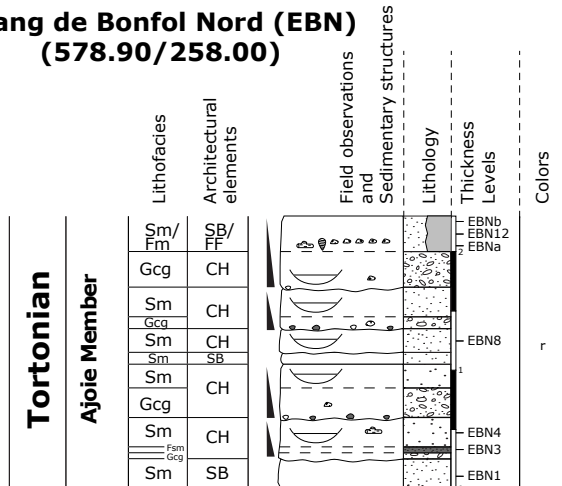 ang de Bonfol Nord (EBN)
(578.90/258.00)
Lithofacies
Architectural
elements
Field observations
and
Sedimentary structures
Lithology
Thickness
Levels
Colors
Tortonian
Ajoie Member
Sm/
Fm
SB/
FF
EBNb
EBN12
EBNa
2
Gcg
CH
Sm
CH
Gcg
Sm
CH
EBN8
r
Sm
SB
Sm
CH
1
Gcg
Sm
CH
EBN4
Fsm
EBN3
Gcg
Sm
SB
EBN1